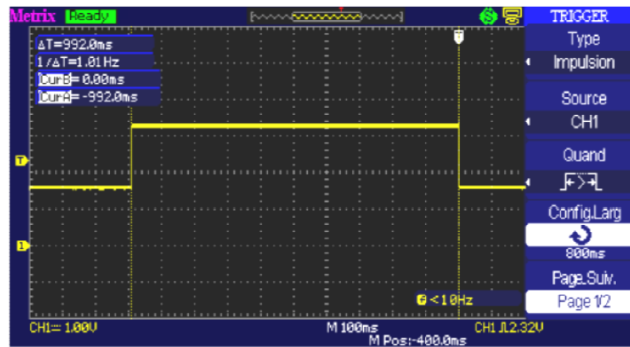 Metrix Ready TRIGGER
ΔT=992.0ms
1/ΔT=1.01Hz
CurB= 0.00ms
CurA= -992.0ms
Type
Impulsion
Source
CH1
Quand
Config.Larg
800ms
Page.Suiv.
Page 1/2
T
T
1
<10Hz
CH1= 1.00V M 100ms CH1 2.32V
M Pos:-400.0ms